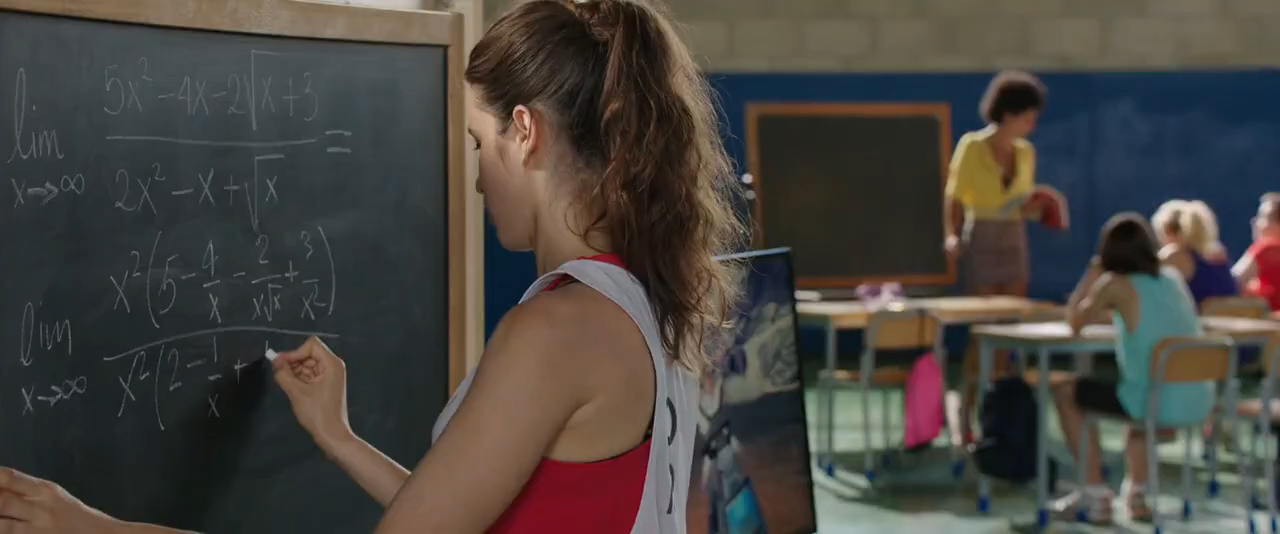 lim x→∞ (5x² - 4x - 2√x + 3) / (2x² - x + √x) =
lim x→∞ x²(5 - 4/x - 2/(x√x) + 3/x²) / x²(2 - 1/x +